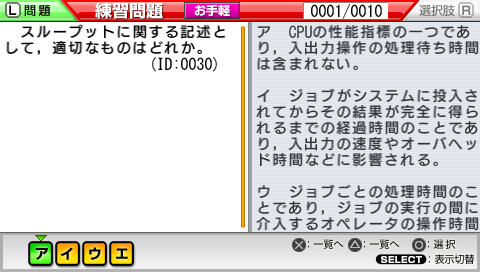 L 問題
練習問題
お手軽
0001/0010
選択肢 R
スループットに関する記述と
して，適切なものはどれか。
(ID:0030)
ア CPUの性能指標の一つであ
り，入出力操作の処理待ち時間
は含まれない。
イ ジョブがシステムに投入さ
れてからその結果が完全に得ら
れるまでの経過時間のことであ
り，入出力の速度やオーバヘッ
ド時間などに影響される。
ウ ジョブごとの処理時間のこ
とであり，ジョブの実行の間に
介入するオペレータの操作時間
ア イ ウ エ
：一覧へ ：一覧へ ：選択
SELECT：表示切替